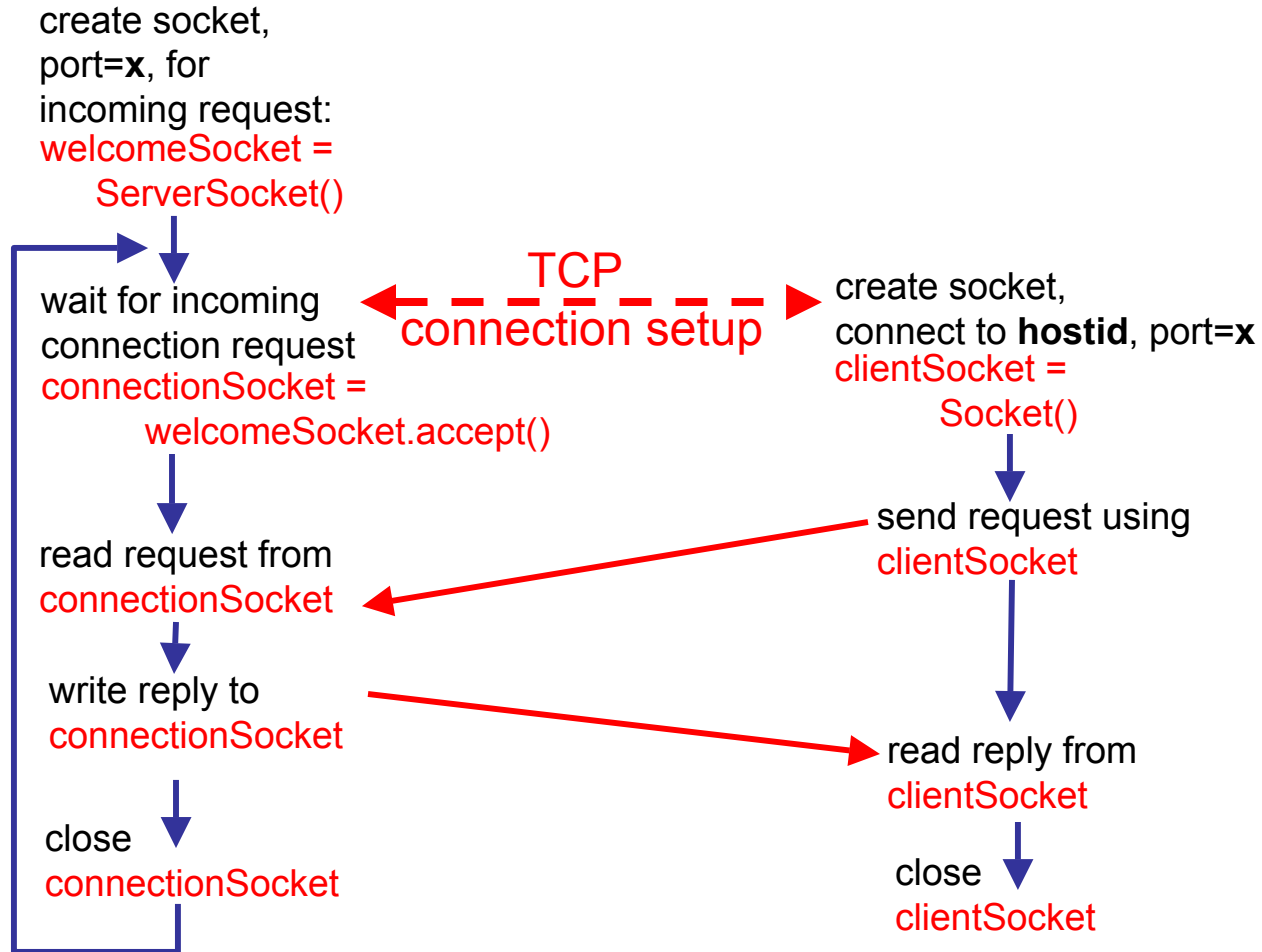 create socket,
port=x, for
incoming request:
welcomeSocket =
ServerSocket()
wait for incoming
connection request
connectionSocket =
welcomeSocket.accept()
read request from
connectionSocket
write reply to
connectionSocket
close
connectionSocket
TCP
connection setup
create socket,
connect to hostid, port=x
clientSocket =
Socket()
send request using
clientSocket
read reply from
clientSocket
close
clientSocket